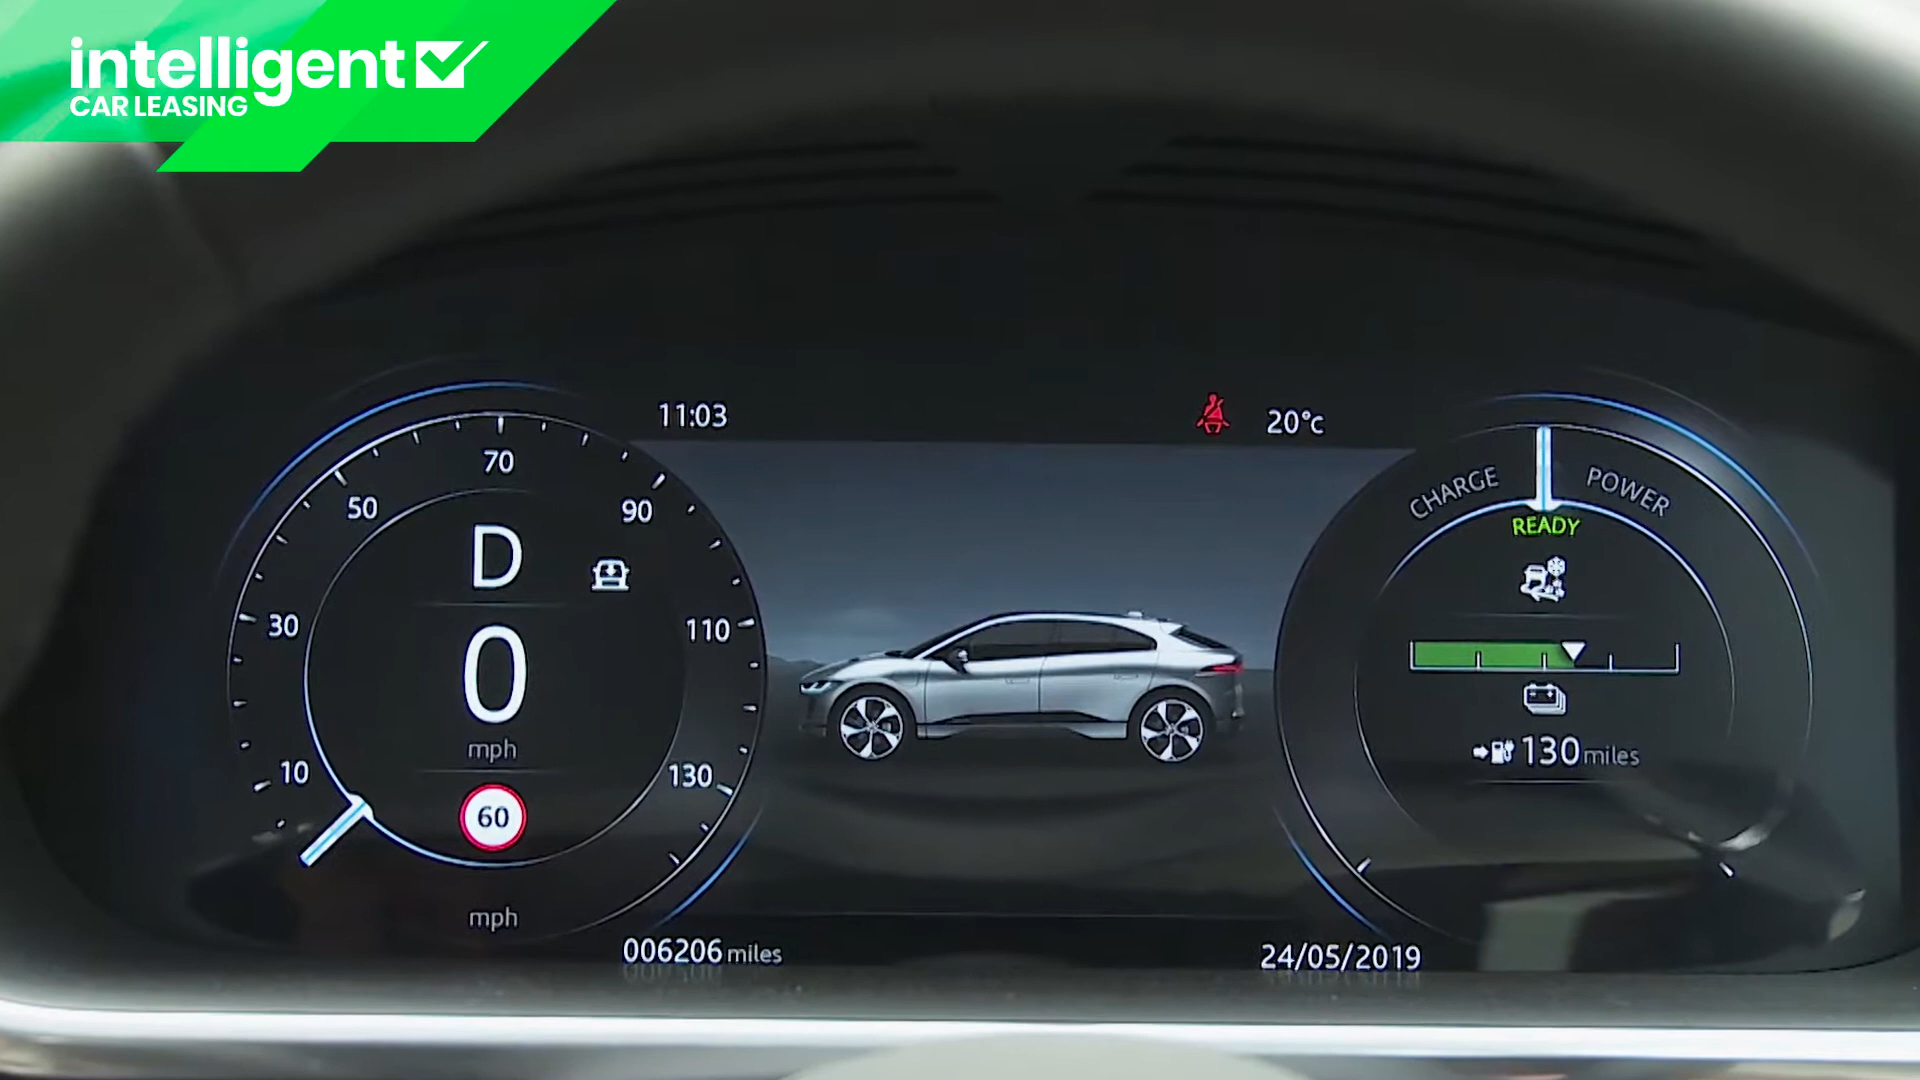 intelligent
CAR LEASING
11:03
20°c
70
50
90
30
110
10
130
D
0
mph
60
mph
006206 miles
CHARGE
POWER
READY
130 miles
24/05/2019